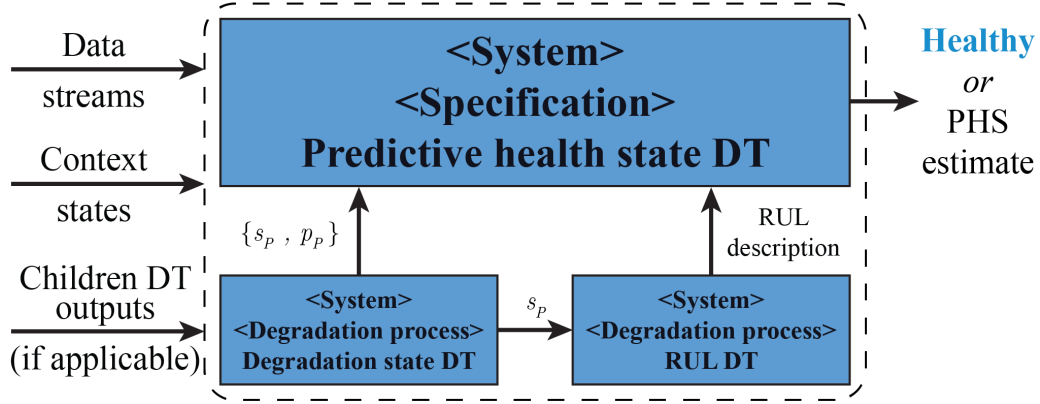 Data
streams
Context
states
Children DT
outputs
(if applicable)
<System>
<Specification>
Predictive health state DT
{s_P , p_P}
RUL
description
<System>
<Degradation process>
Degradation state DT
s_P
<System>
<Degradation process>
RUL DT
Healthy
or
PHS
estimate